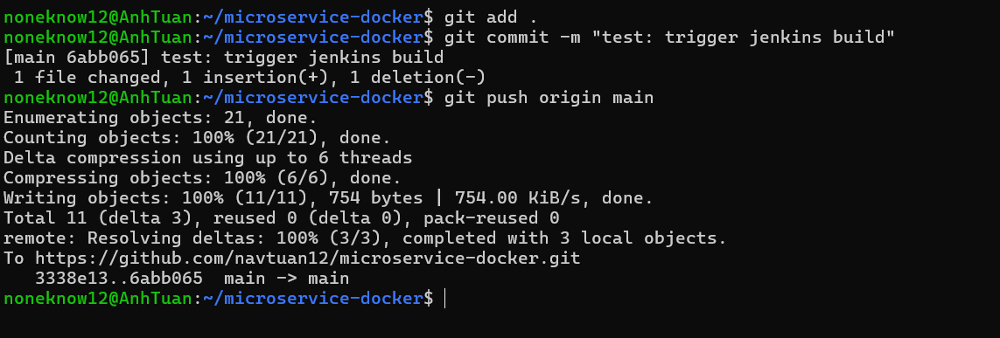 noneknow12@AnhTuan:~/microservice-docker$ git add .
noneknow12@AnhTuan:~/microservice-docker$ git commit -m "test: trigger jenkins build"
[main 6abb065] test: trigger jenkins build
 1 file changed, 1 insertion(+), 1 deletion(-)
noneknow12@AnhTuan:~/microservice-docker$ git push origin main
Enumerating objects: 21, done.
Counting objects: 100% (21/21), done.
Delta compression using up to 6 threads
Compressing objects: 100% (6/6), done.
Writing objects: 100% (11/11), 754 bytes | 754.00 KiB/s, done.
Total 11 (delta 3), reused 0 (delta 0), pack-reused 0
remote: Resolving deltas: 100% (3/3), completed with 3 local objects.
To https://github.com/navtuan12/microservice-docker.git
   3338e13..6abb065  main -> main
noneknow12@AnhTuan:~/microservice-docker$